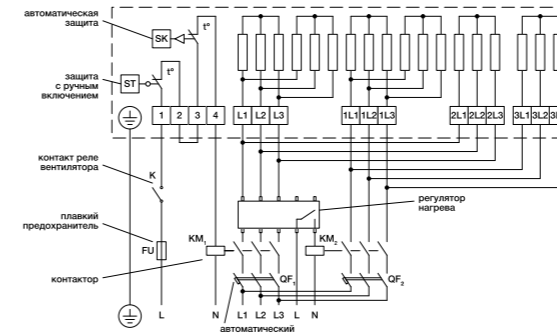 автоматическая
защита
SK
t°
защита
с ручным
включением
ST
t°
1 2 3 4 L1 L2 L3 1L1 1L2 1L3 2L1 2L2 2L3 3L1 3L2
контакт реле
вентилятора
K
регулятор
нагрева
плавкий
предохранитель
FU
KM₁
KM₂
контактор
QF₁
QF₂
L N L1 L2 L3 L N
автоматический